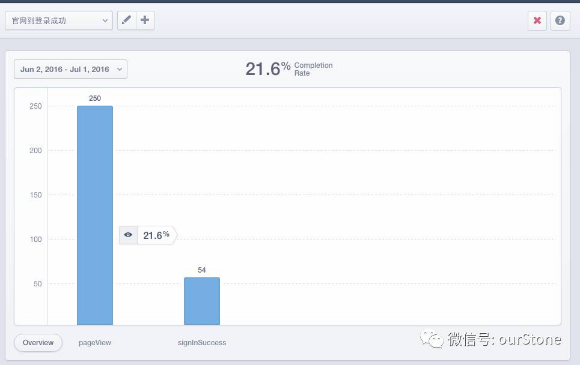 官网到登录成功
Jun 2, 2016 - Jul 1, 2016
21.6% Completion
Rate
250
250
200
150
100
50
21.6%
54
Overview
pageView
signInSuccess
微信号: ourStone